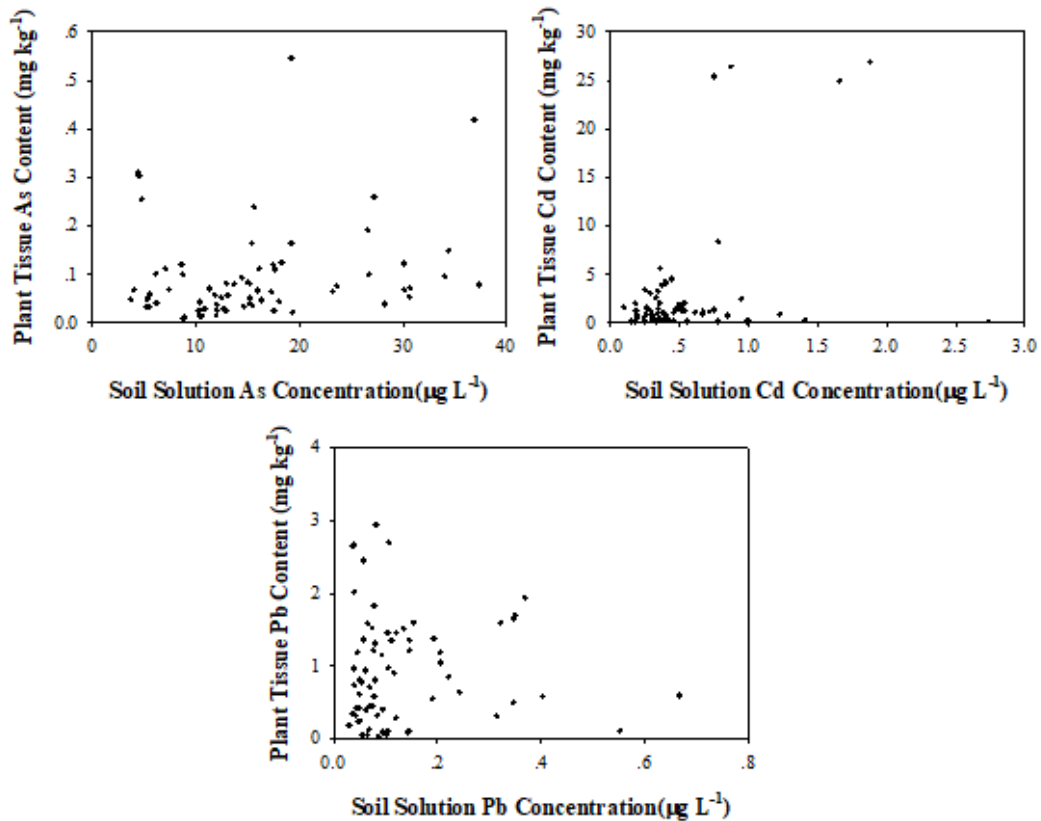 Plant Tissue As Content (mg kg⁻¹)
.6
.5
.4
.3
.2
.1
0.0
0 10 20 30 40
Soil Solution As Concentration(µg L⁻¹)
Plant Tissue Cd Content (mg kg⁻¹)
30
25
20
15
10
5
0
0.0 .5 1.0 1.5 2.0 2.5 3.0
Soil Solution Cd Concentration(µg L⁻¹)
Plant Tissue Pb Content (mg kg⁻¹)
4
3
2
1
0
0.0 .2 .4 .6 .8
Soil Solution Pb Concentration(µg L⁻¹)